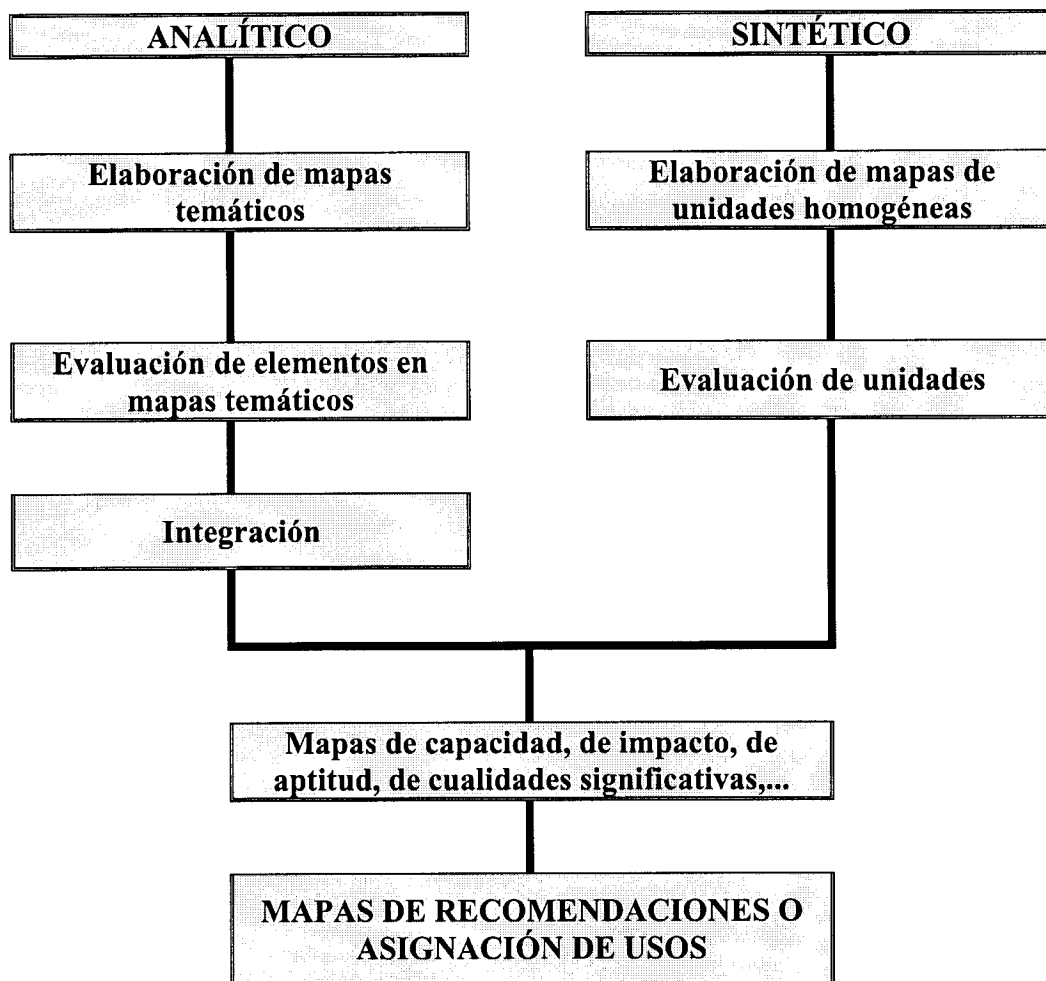 ANALÍTICO
SINTÉTICO
Elaboración de mapas
temáticos
Elaboración de mapas de
unidades homogéneas
Evaluación de elementos en
mapas temáticos
Evaluación de unidades
Integración
Mapas de capacidad, de impacto, de
aptitud, de cualidades significativas,...
MAPAS DE RECOMENDACIONES O
ASIGNACIÓN DE USOS